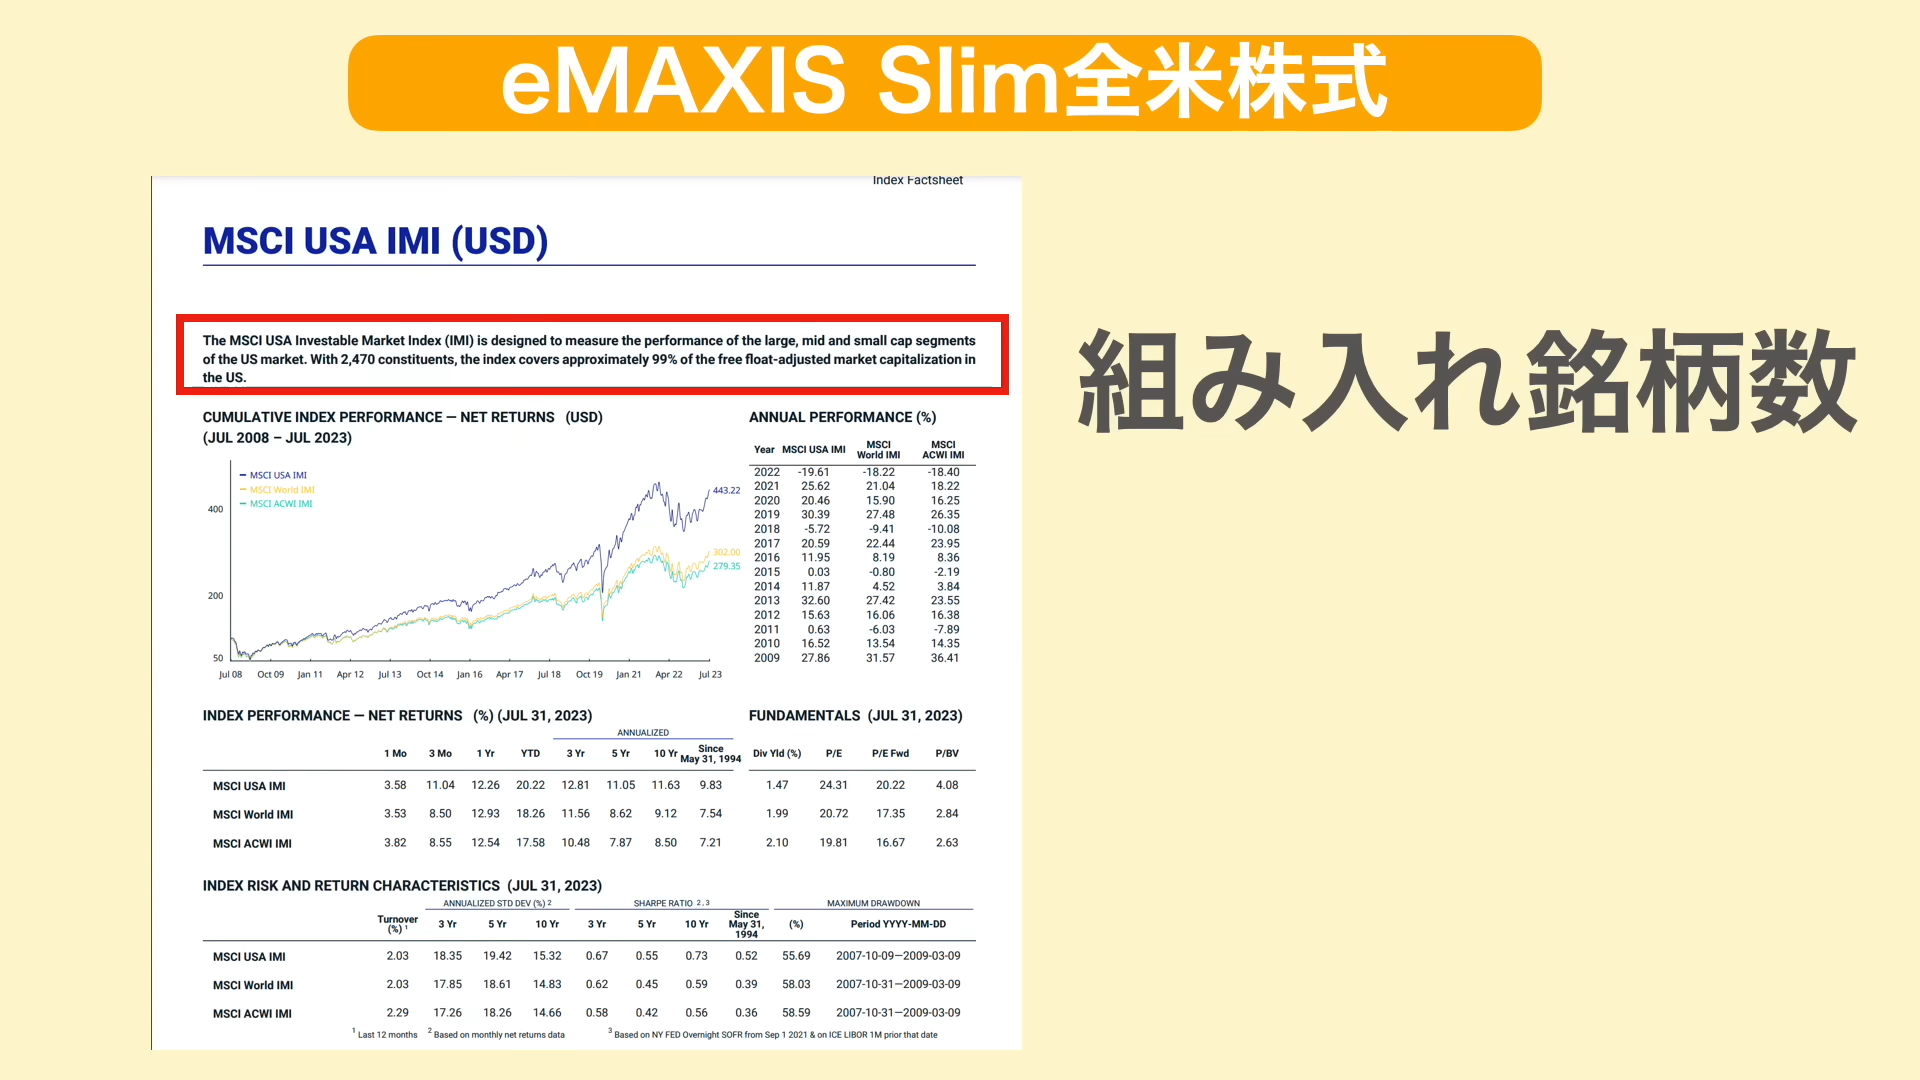 eMAXIS Slim全米株式
Index Factsheet
MSCI USA IMI (USD)
The MSCI USA Investable Market Index (IMI) is designed to measure the performance of the large, mid and small cap segments
of the US market. With 2,470 constituents, the index covers approximately 99% of the free float-adjusted market capitalization in
the US.
組み入れ銘柄数
CUMULATIVE INDEX PERFORMANCE — NET RETURNS (USD)
(JUL 2008 – JUL 2023)
MSCI USA IMI
MSCI World IMI
MSCI ACWI IMI
400
200
50
443.22
302.00
279.35
Jul 08 Oct 09 Jan 11 Apr 12 Jul 13 Oct 14 Jan 16 Apr 17 Jul 18 Oct 19 Jan 21 Apr 22 Jul 23
ANNUAL PERFORMANCE (%)
Year MSCI USA IMI MSCI World IMI MSCI ACWI IMI
2022 -19.61 -18.22 -18.40
2021 25.62 21.04 18.22
2020 20.46 15.90 16.25
2019 30.39 27.48 26.35
2018 -5.72 -9.41 -10.08
2017 20.59 22.44 23.95
2016 11.95 8.19 8.36
2015 0.03 -0.80 -2.19
2014 11.87 4.52 3.84
2013 32.60 27.42 23.55
2012 15.63 16.06 16.38
2011 0.63 -6.03 -7.89
2010 16.52 13.54 14.35
2009 27.86 31.57 36.41
INDEX PERFORMANCE — NET RETURNS (%) (JUL 31, 2023)
ANNUALIZED
1 Mo 3 Mo 1 Yr YTD 3 Yr 5 Yr 10 Yr Since May 31, 1994
MSCI USA IMI 3.58 11.04 12.26 20.22 12.81 11.05 11.63 9.83
MSCI World IMI 3.53 8.50 12.93 18.26 11.56 8.62 9.12 7.54
MSCI ACWI IMI 3.82 8.55 12.54 17.58 10.48 7.87 8.50 7.21
FUNDAMENTALS (JUL 31, 2023)
Div Yld (%) P/E P/E Fwd P/BV
1.47 24.31 20.22 4.08
1.99 20.72 17.35 2.84
2.10 19.81 16.67 2.63
INDEX RISK AND RETURN CHARACTERISTICS (JUL 31, 2023)
ANNUALIZED STD DEV (%) 2 SHARPE RATIO 2,3 MAXIMUM DRAWDOWN
Turnover (%) 1 3 Yr 5 Yr 10 Yr 3 Yr 5 Yr 10 Yr Since May 31, 1994 (%) Period YYYY-MM-DD
MSCI USA IMI 2.03 18.35 19.42 15.32 0.67 0.55 0.73 0.52 55.69 2007-10-09—2009-03-09
MSCI World IMI 2.03 17.85 18.61 14.83 0.62 0.45 0.59 0.39 58.03 2007-10-31—2009-03-09
MSCI ACWI IMI 2.29 17.26 18.26 14.66 0.58 0.42 0.56 0.36 58.59 2007-10-31—2009-03-09
1 Last 12 months 2 Based on monthly net returns data 3 Based on NY FED Overnight SOFR from Sep 1 2021 & on ICE LIBOR 1M prior that date